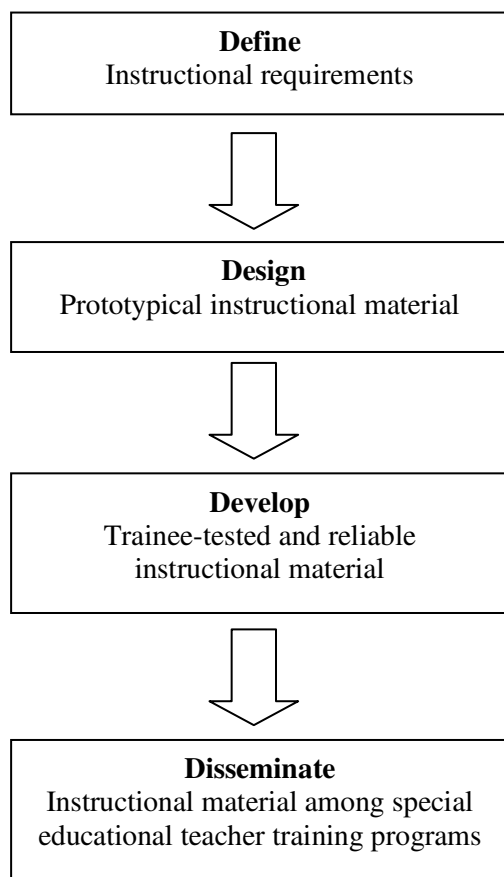 Define
Instructional requirements
Design
Prototypical instructional material
Develop
Trainee-tested and reliable
instructional material
Disseminate
Instructional material among special
educational teacher training programs